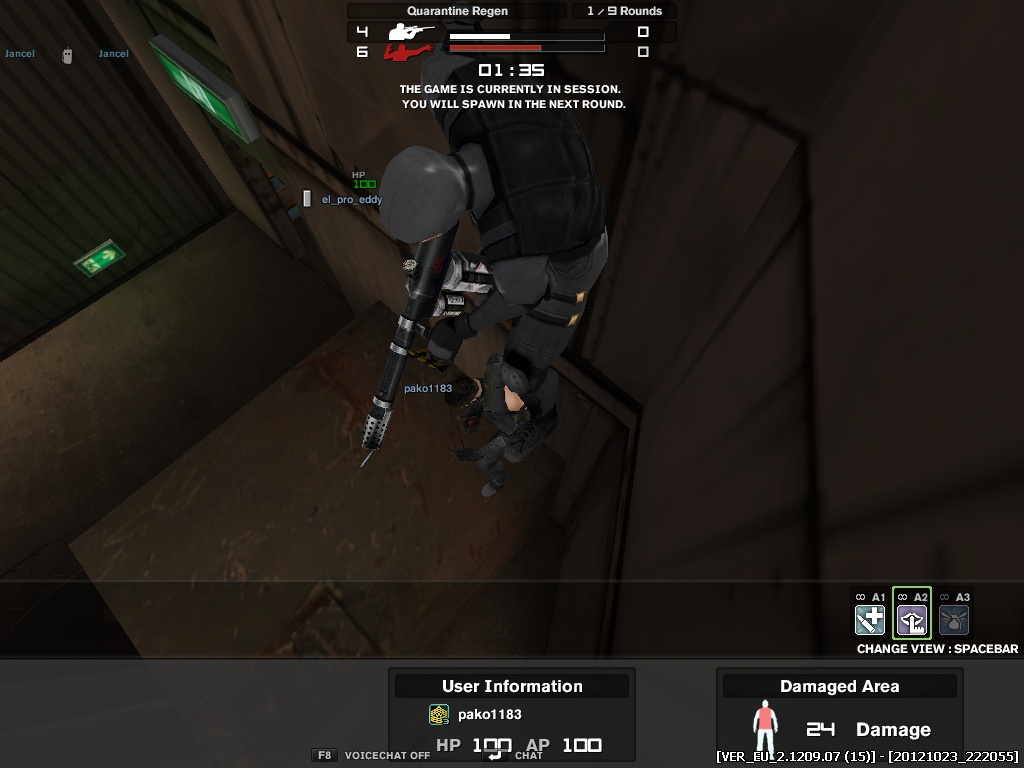 Quarantine Regen 1 / 9 Rounds
4 0
6 0
01:35
THE GAME IS CURRENTLY IN SESSION.
YOU WILL SPAWN IN THE NEXT ROUND.
Jancel Jancel
HP
100
el_pro_eddy
pako1183
∞ A1 ∞ A2 ∞ A3
CHANGE VIEW : SPACEBAR
User Information Damaged Area
pako1183
24 Damage
HP 100 AP 100
F8 VOICECHAT OFF CHAT
[VER_EU_2.1209.07 (15)] - [20121023_222055]